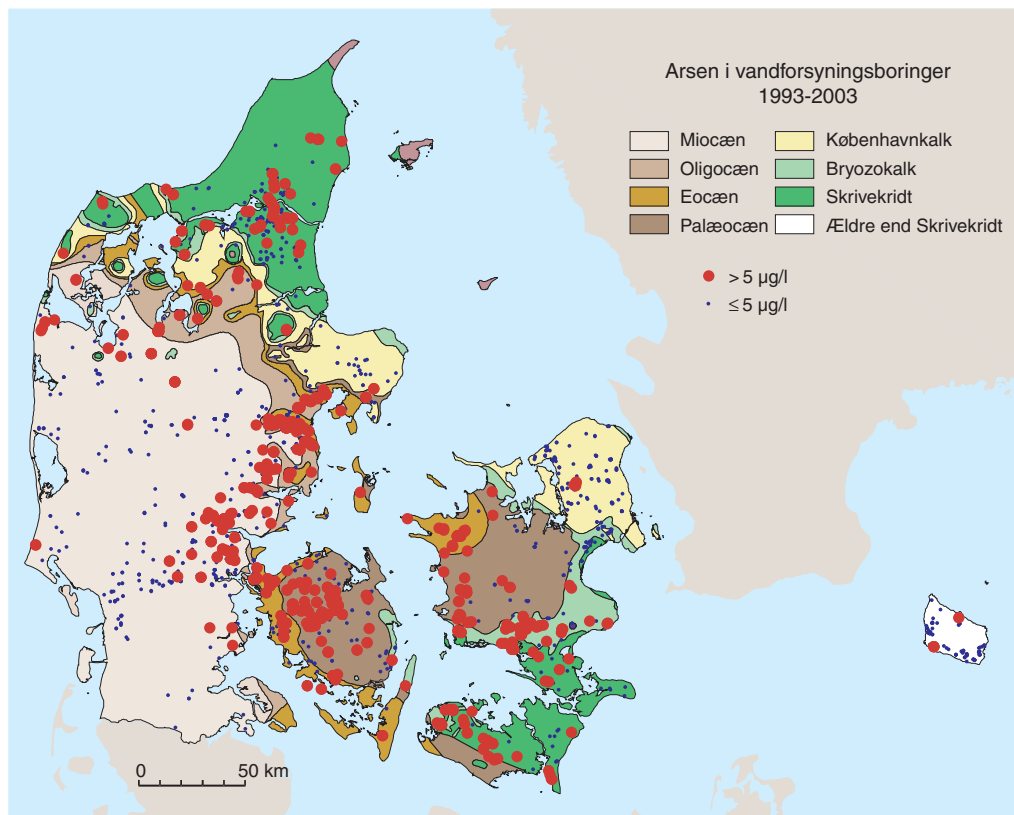 Arsen i vandforsyningsboringer
1993-2003
Miocæn
Oligocæn
Eocæn
Palæocæn
Københavnkalk
Bryozokalk
Skrivekridt
Ældre end Skrivekridt
> 5 µg/l
≤ 5 µg/l
0 50 km